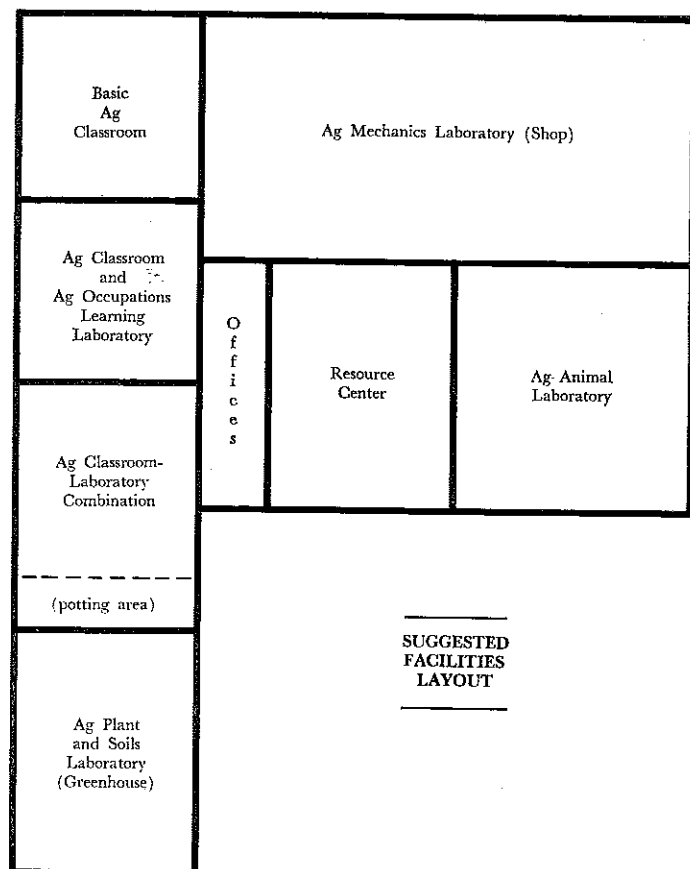 Basic
Ag
Classroom
Ag Mechanics Laboratory (Shop)
Ag Classroom
and
Ag Occupations
Learning
Laboratory
Offices
Resource
Center
Ag-Animal
Laboratory
Ag Classroom-
Laboratory
Combination
(potting area)
SUGGESTED
FACILITIES
LAYOUT
Ag Plant
and Soils
Laboratory
(Greenhouse)